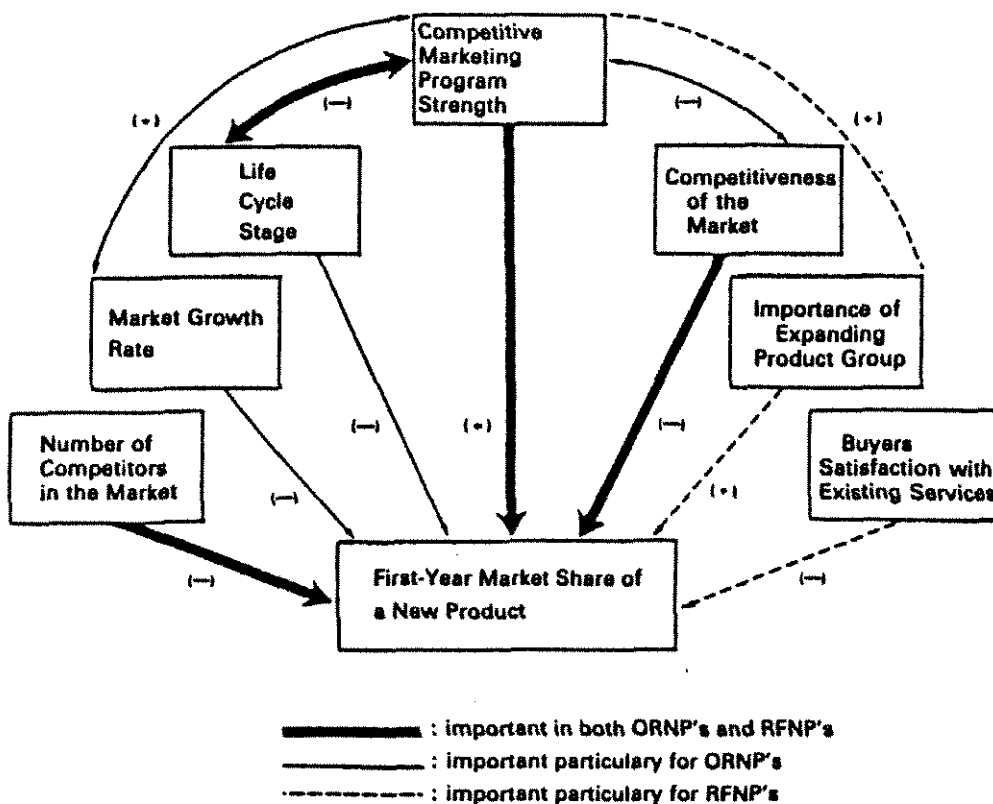 Competitive
Marketing
Program
Strength
(—)
(—)
(+)
(+)
Life
Cycle
Stage
Competitiveness
of the
Market
Market Growth
Rate
Importance of
Expanding
Product Group
(—)
(+)
(—)
Number of
Competitors
in the Market
Buyers
Satisfaction with
Existing Services
(—)
(+)
(—)
(—)
First-Year Market Share of
a New Product
: important in both ORNP's and RFNP's
: important particulary for ORNP's
: important particulary for RFNP's